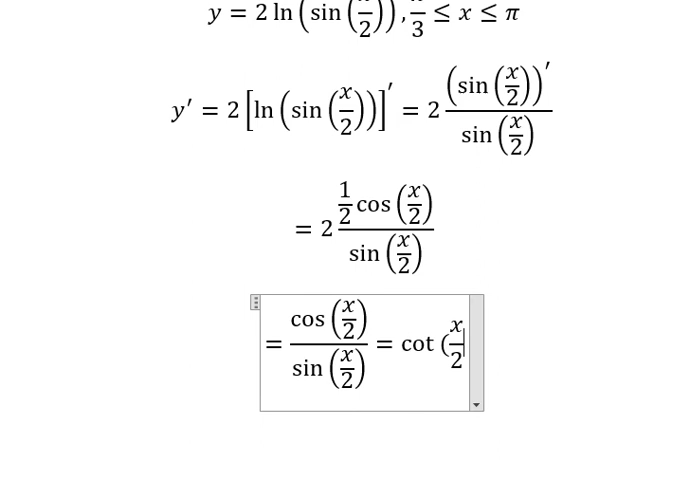 y = 2 ln(sin(x/2)), π/3 ≤ x ≤ π
y′ = 2[ln(sin(x/2))]′ = 2 (sin(x/2))′ / sin(x/2)
= 2 (1/2 cos(x/2)) / sin(x/2)
= cos(x/2) / sin(x/2) = cot (x/2